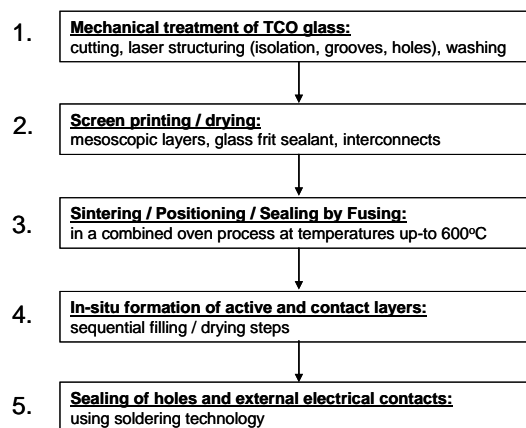 1.
Mechanical treatment of TCO glass:
cutting, laser structuring (isolation, grooves, holes), washing
2.
Screen printing / drying:
mesoscopic layers, glass frit sealant, interconnects
3.
Sintering / Positioning / Sealing by Fusing:
in a combined oven process at temperatures up-to 600ºC
4.
In-situ formation of active and contact layers:
sequential filling / drying steps
5.
Sealing of holes and external electrical contacts:
using soldering technology